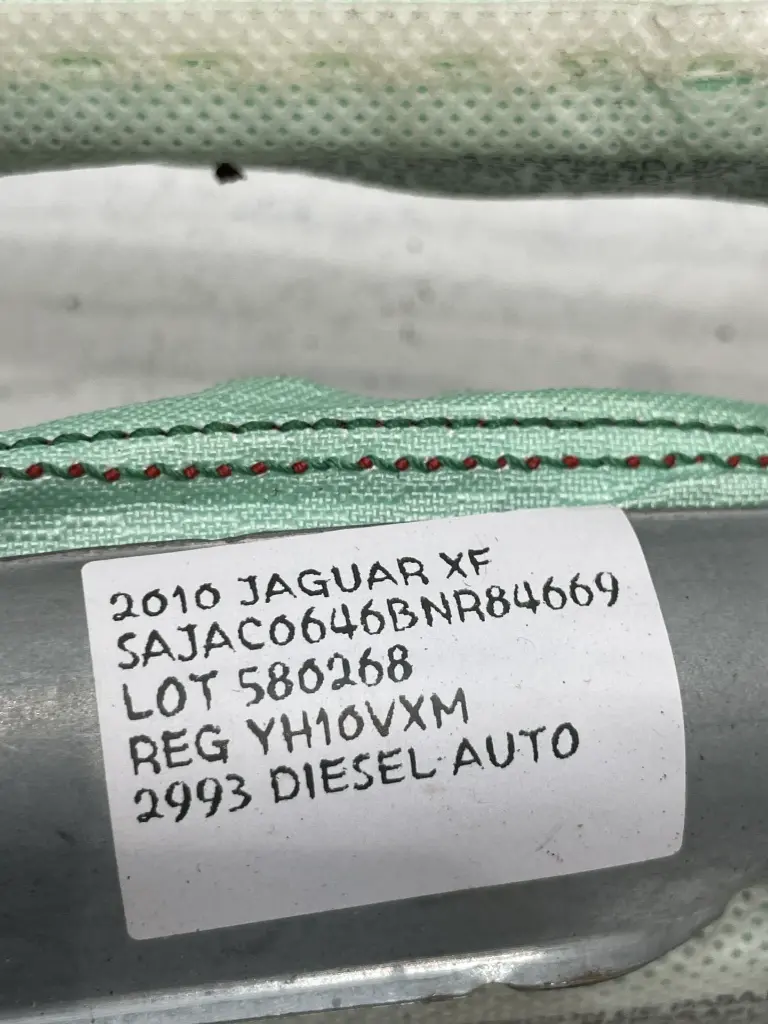 2010 JAGUAR XF
SAJAC0646BNR84669
LOT 580268
REG YH10VXM
2993 DIESEL AUTO